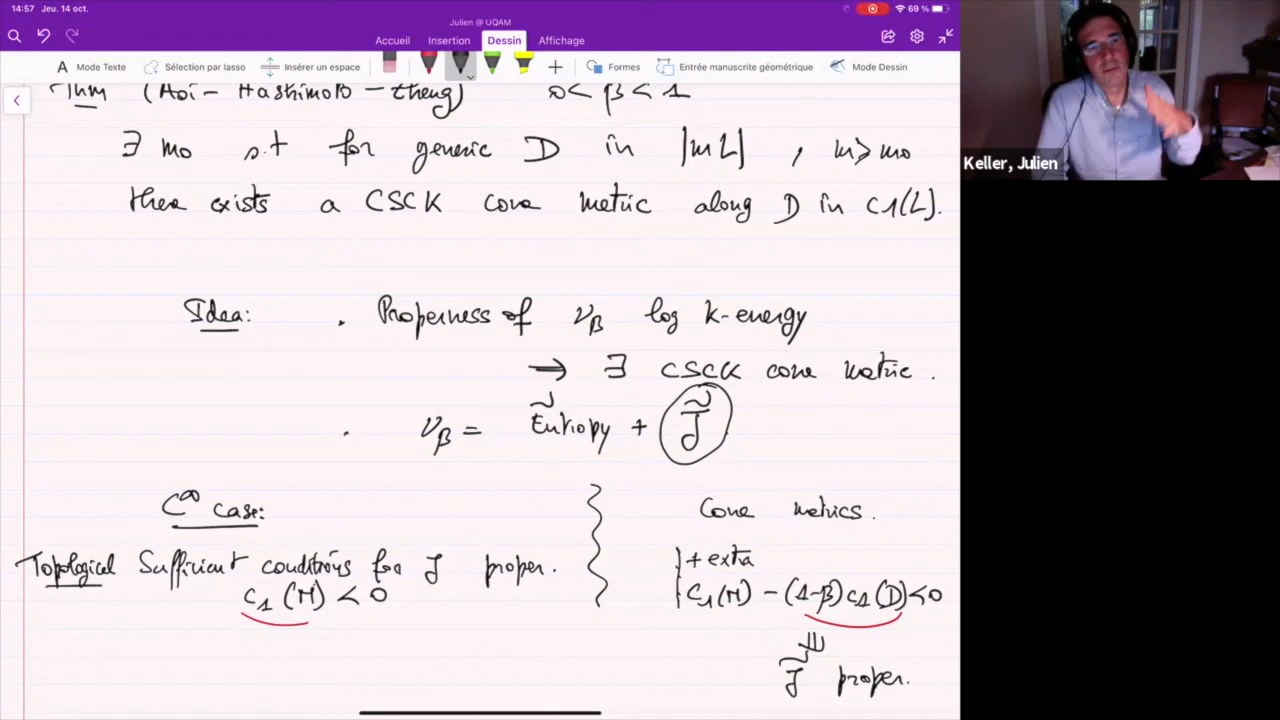 14:57 Jeu. 14 oct.
69 %
Julien @ UQAM
Accueil Insertion Dessin Affichage
Mode Texte Sélection par lasso Insérer un espace Formes Entrée manuscrite géométrique Mode Dessin
Keller, Julien
Thm (Aoi - Hashimoto - Zheng) 0 < β < 1
∃ mo s.t for generic D in |mL| , m ≥ mo
there exists a CSCK cone metric along D in C1(L).
Idea: . Properness of ν_β log K-energy
→ ∃ CSCK cone metric .
. ν_β = Ẽntropy + J̃
C^∞ case: Cone metrics .
Topological Sufficient conditions for J proper. + extra
C1(M) < 0 C1(M) - (1-β)C1(D) < 0
⇓
J̃ proper.